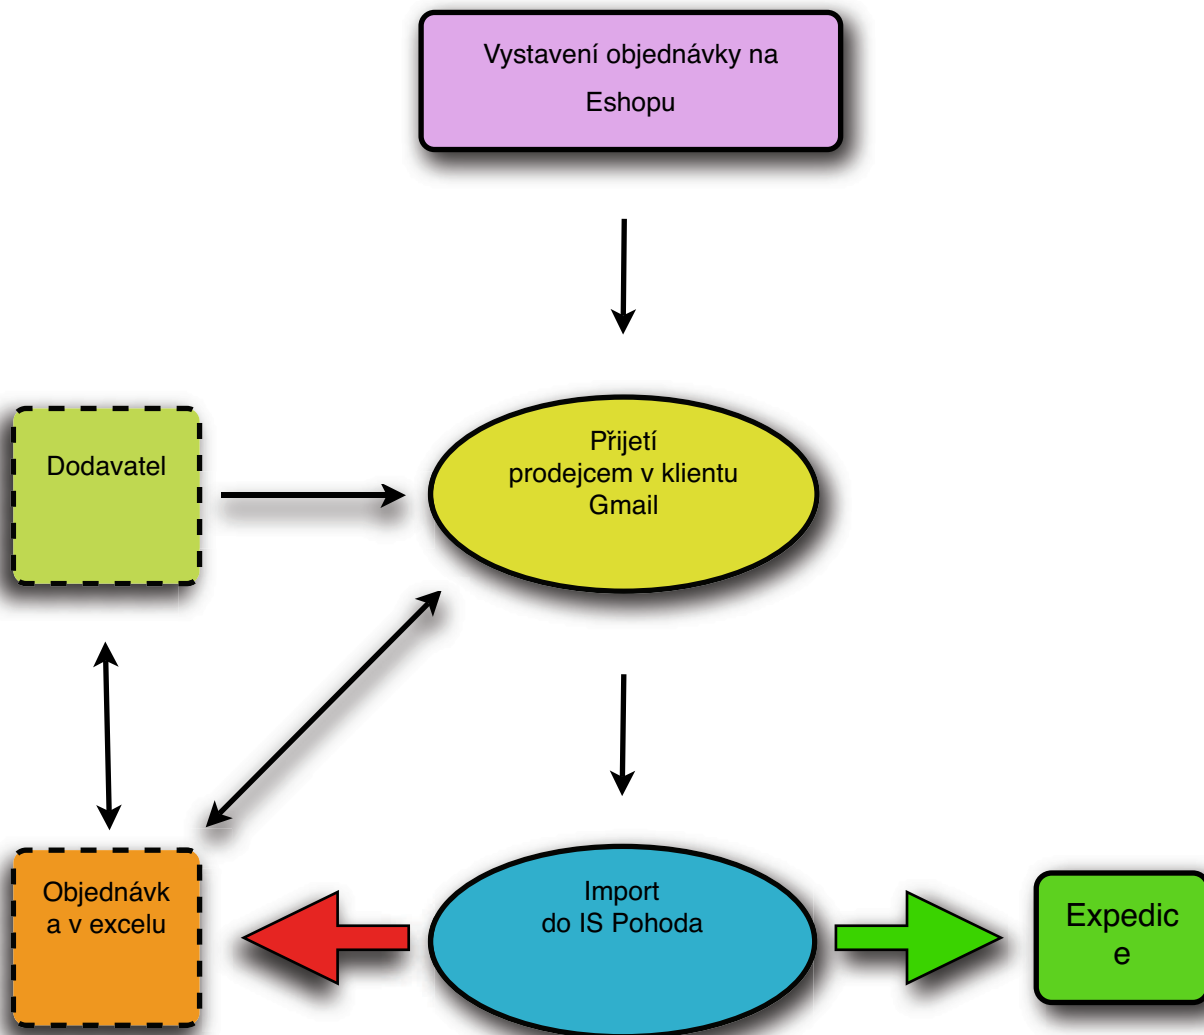 Vystavení objednávky na
Eshopu
Dodavatel
Přijetí
prodejcem v klientu
Gmail
Objednávk
a v excelu
Import
do IS Pohoda
Expedic
e